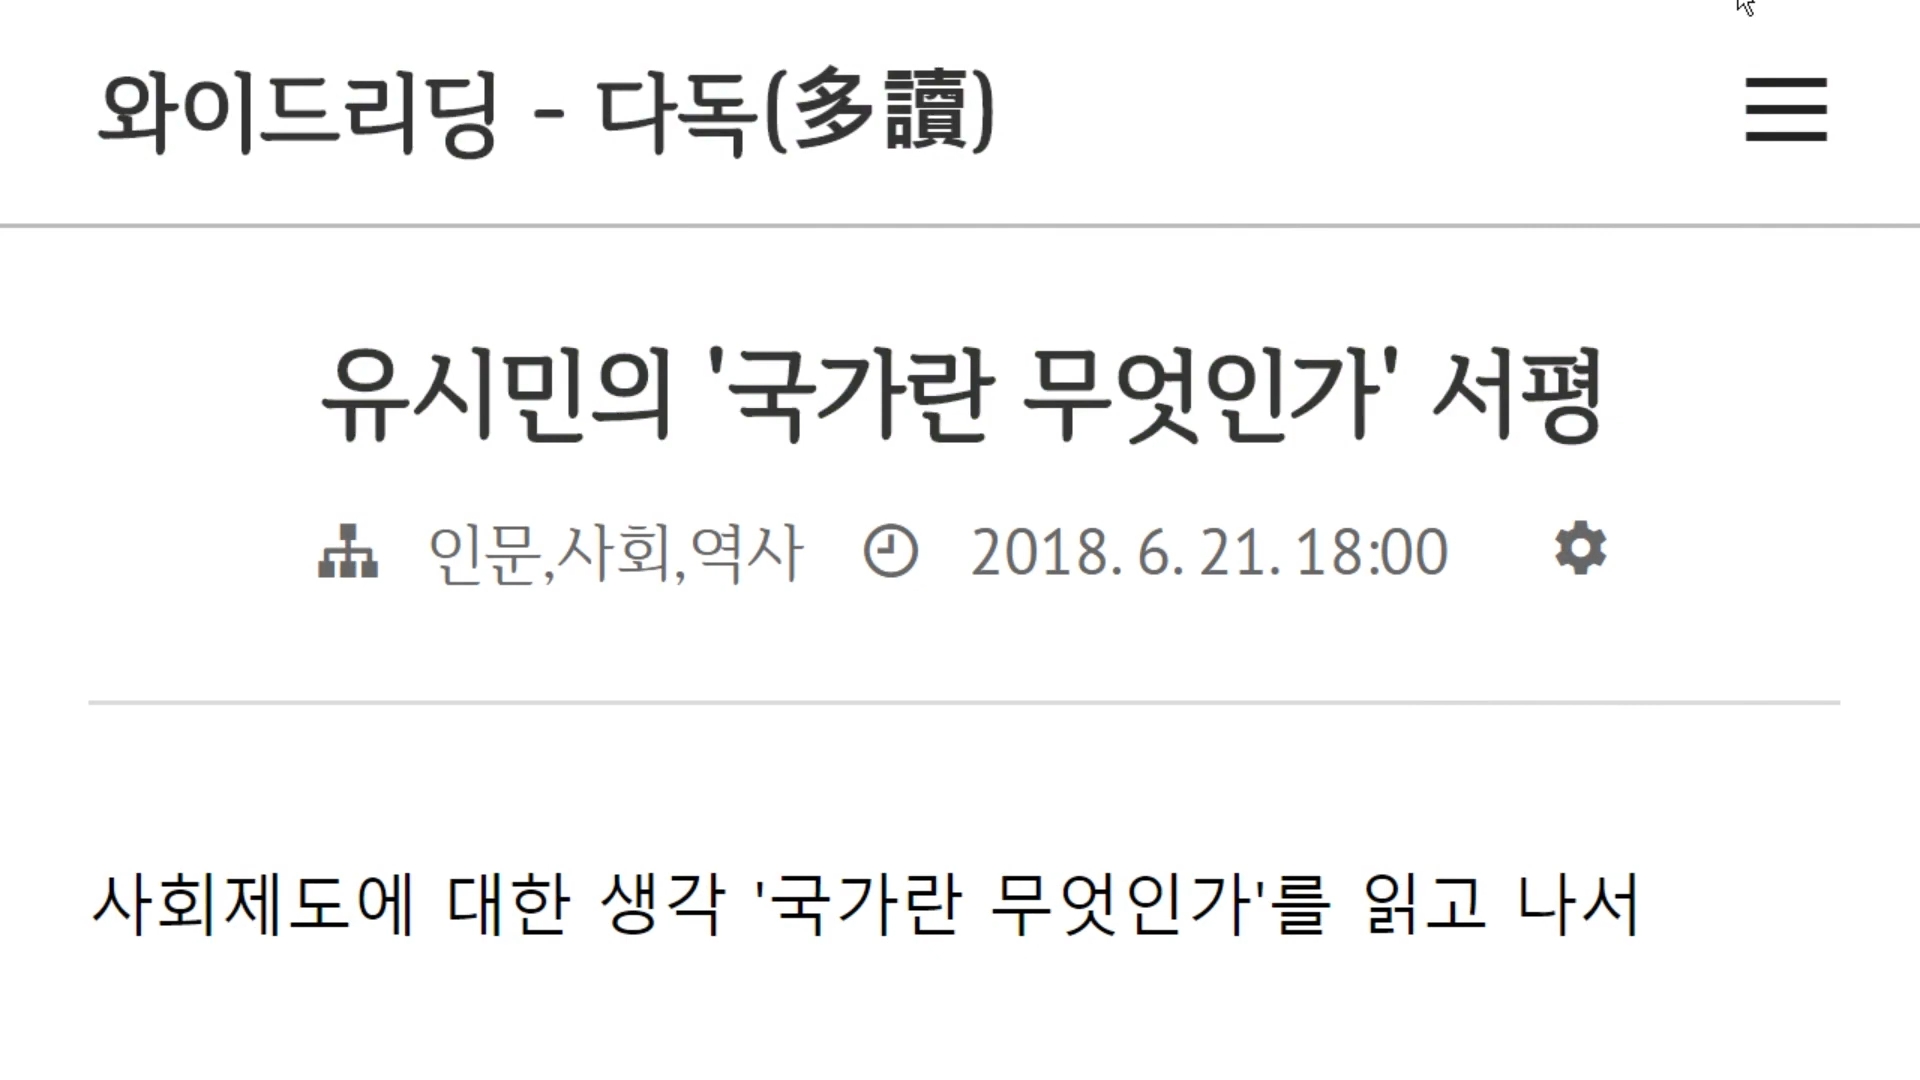 와이드리딩 - 다독(多讀)
유시민의 '국가란 무엇인가' 서평
인문,사회,역사 2018. 6. 21. 18:00
사회제도에 대한 생각 '국가란 무엇인가'를 읽고 나서